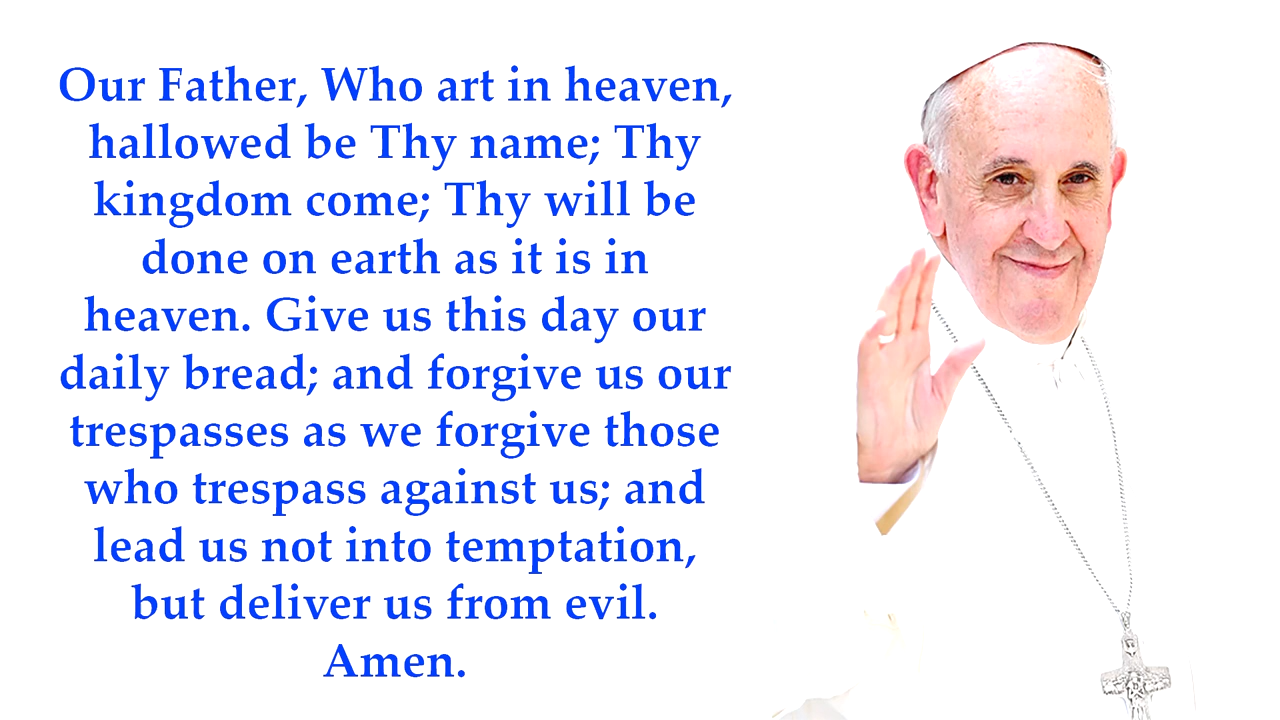 Our Father, Who art in heaven,
hallowed be Thy name; Thy
kingdom come; Thy will be
done on earth as it is in
heaven. Give us this day our
daily bread; and forgive us our
trespasses as we forgive those
who trespass against us; and
lead us not into temptation,
but deliver us from evil.
Amen.